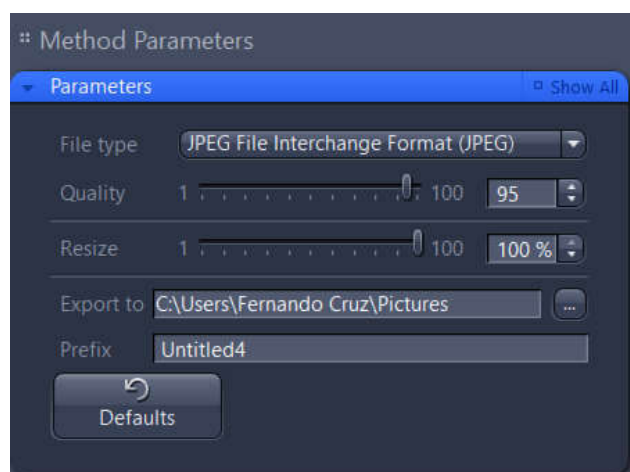 Method Parameters
Parameters Show All
File type JPEG File Interchange Format (JPEG)
Quality 1 100 95
Resize 1 100 100 %
Export to C:\Users\Fernando Cruz\Pictures ...
Prefix Untitled4
Defaults